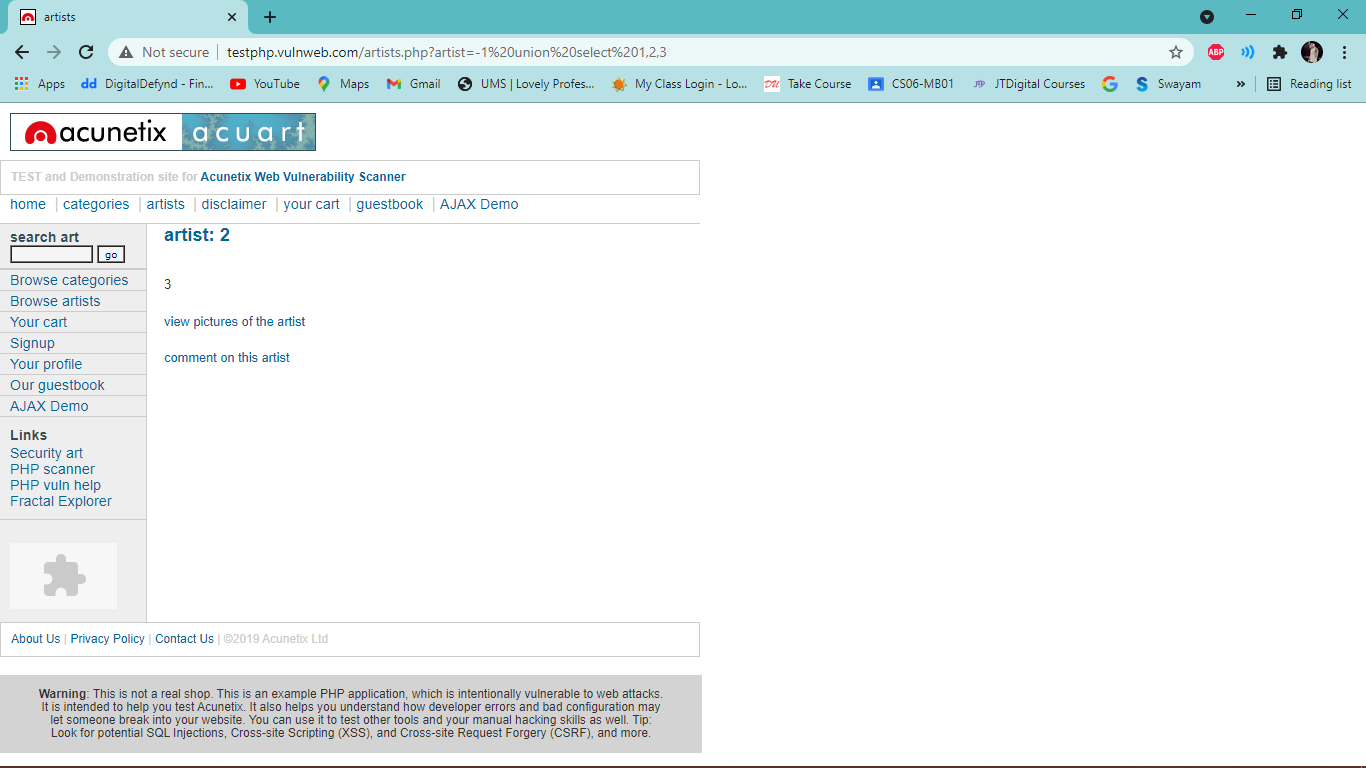 artists
Not secure testphp.vulnweb.com/artists.php?artist=-1%20union%20select%201,2,3 ABP
Apps dd DigitalDefynd - Fin... YouTube Maps Gmail UMS | Lovely Profes... My Class Login - Lo... DU Take Course CS06-MB01 JP JTDigital Courses G S Swayam » Reading list
acunetix acuart
TEST and Demonstration site for Acunetix Web Vulnerability Scanner
home | categories | artists | disclaimer | your cart | guestbook | AJAX Demo
search art
go
Browse categories
Browse artists
Your cart
Signup
Your profile
Our guestbook
AJAX Demo
Links
Security art
PHP scanner
PHP vuln help
Fractal Explorer
artist: 2
3
view pictures of the artist
comment on this artist
About Us | Privacy Policy | Contact Us | ©2019 Acunetix Ltd
Warning: This is not a real shop. This is an example PHP application, which is intentionally vulnerable to web attacks.
It is intended to help you test Acunetix. It also helps you understand how developer errors and bad configuration may
let someone break into your website. You can use it to test other tools and your manual hacking skills as well. Tip:
Look for potential SQL Injections, Cross-site Scripting (XSS), and Cross-site Request Forgery (CSRF), and more.